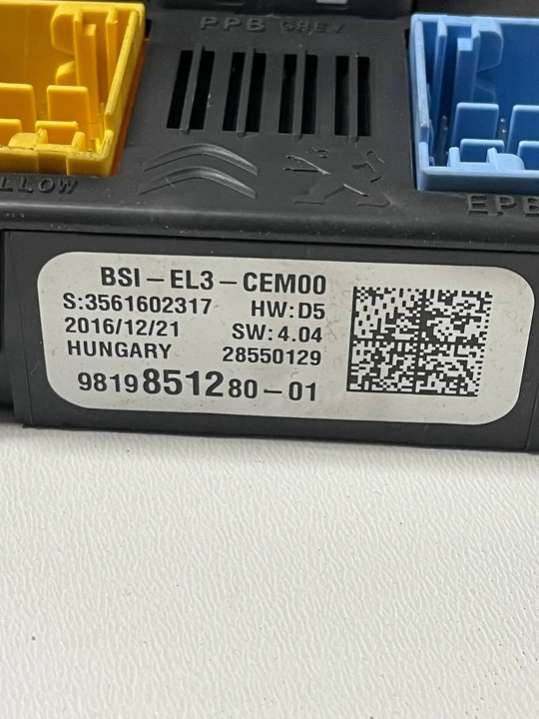 PPB GREY
LLOW
EPB
BSI-EL3-CEM00
S:3561602317 HW:D5
2016/12/21 SW:4.04
HUNGARY 28550129
9819851280-01